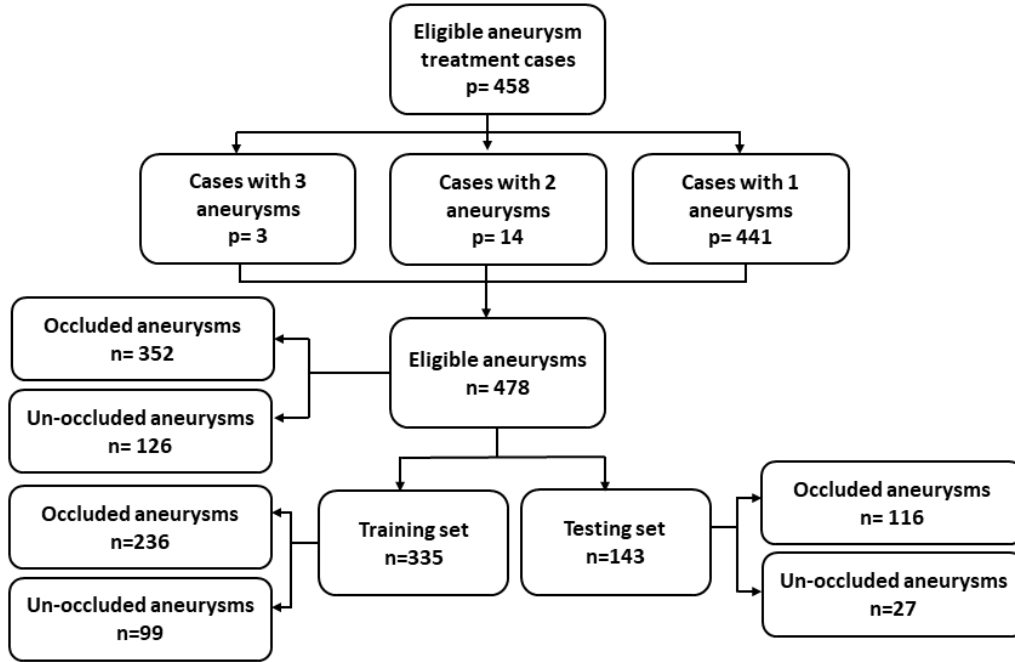 Eligible aneurysm
treatment cases
p= 458
Cases with 3
aneurysms
p= 3
Cases with 2
aneurysms
p= 14
Cases with 1
aneurysms
p= 441
Occluded aneurysms
n= 352
Eligible aneurysms
n= 478
Un-occluded aneurysms
n= 126
Occluded aneurysms
n=236
Un-occluded aneurysms
n=99
Training set
n=335
Testing set
n=143
Occluded aneurysms
n= 116
Un-occluded aneurysms
n=27